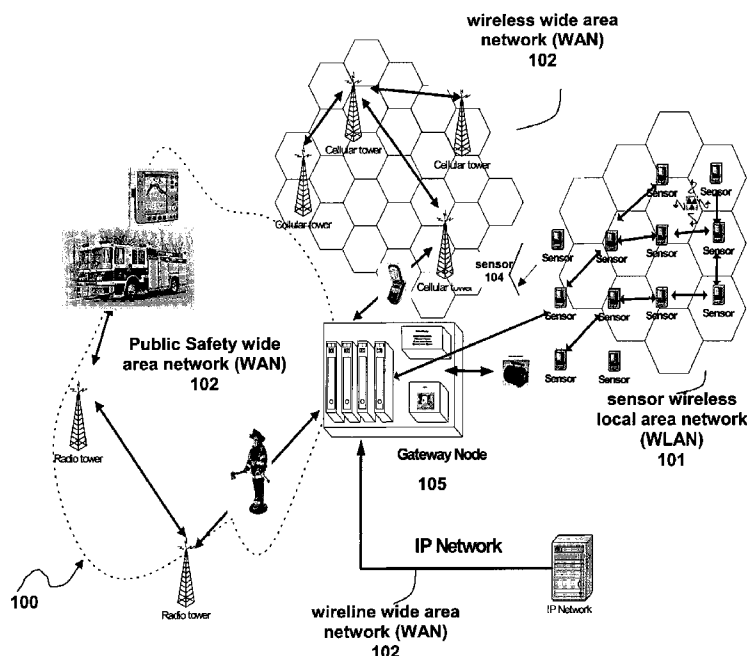 wireless wide area
network (WAN)
102
Cellular tower
Cellular tower
Cellular tower
Cellular tower
Sensor
Sensor
Sensor
Sensor
Sensor
Sensor
Sensor
Sensor
Sensor
Sensor
Sensor
Sensor
sensor
104
Public Safety wide
area network (WAN)
102
sensor wireless
local area network
(WLAN)
101
Gateway Node
105
Radio tower
Radio tower
100
IP Network
IP Network
wireline wide area
network (WAN)
102